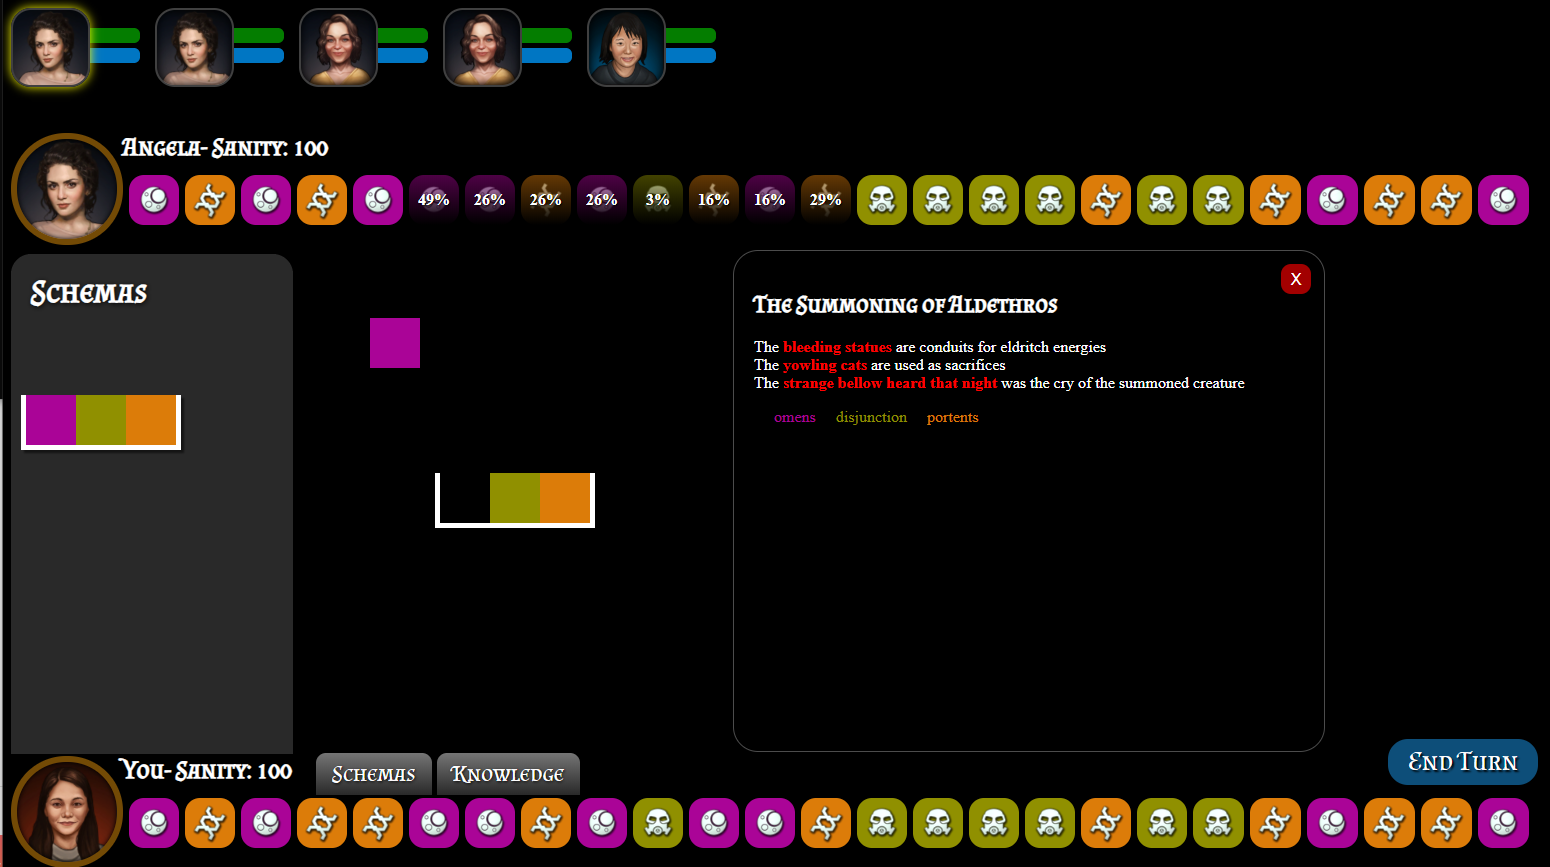 Angela- Sanity: 100
49% 26% 26% 26% 3% 16% 16% 29%
Schemas
X
The Summoning of Aldethros
The bleeding statues are conduits for eldritch energies
The yowling cats are used as sacrifices
The strange bellow heard that night was the cry of the summoned creature
omens disjunction portents
You- Sanity: 100
Schemas
Knowledge
End Turn